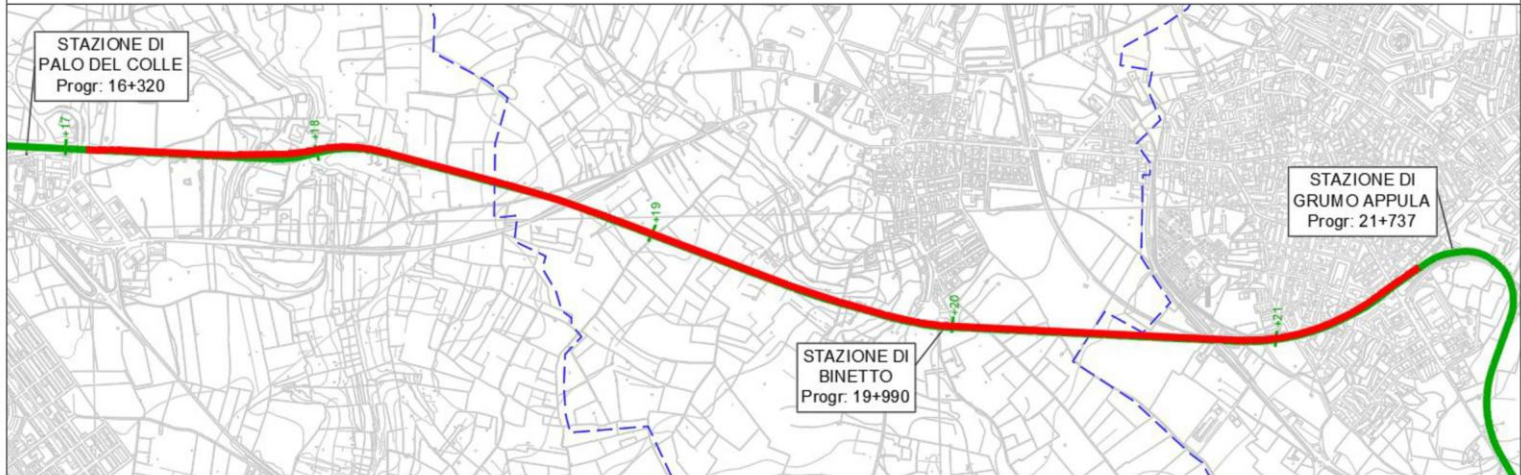 STAZIONE DI
PALO DEL COLLE
Progr: 16+320
+17
+18
+19
STAZIONE DI
BINETTO
Progr: 19+990
+20
+21
STAZIONE DI
GRUMO APPULA
Progr: 21+737